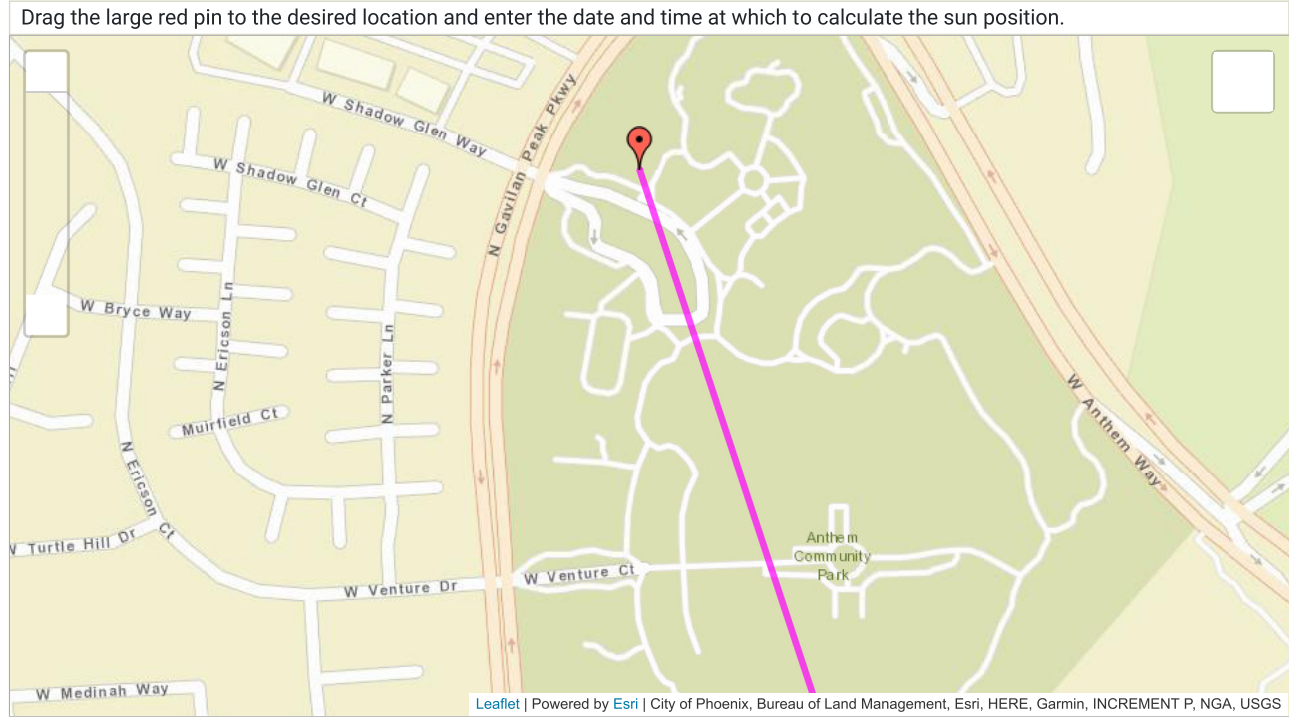 Drag the large red pin to the desired location and enter the date and time at which to calculate the sun position.
W Shadow Glen Way
N Gavilan Peak Pkwy
W Shadow Glen Ct
W Bryce Way
N Ericson Ln
N Parker Ln
Muirfield Ct
W Anthem Way
N Ericson Ct
W Turtle Hill Dr
Anthem
Community
Park
W Venture Ct
W Venture Dr
W Medinah Way
Leaflet | Powered by Esri | City of Phoenix, Bureau of Land Management, Esri, HERE, Garmin, INCREMENT P, NGA, USGS